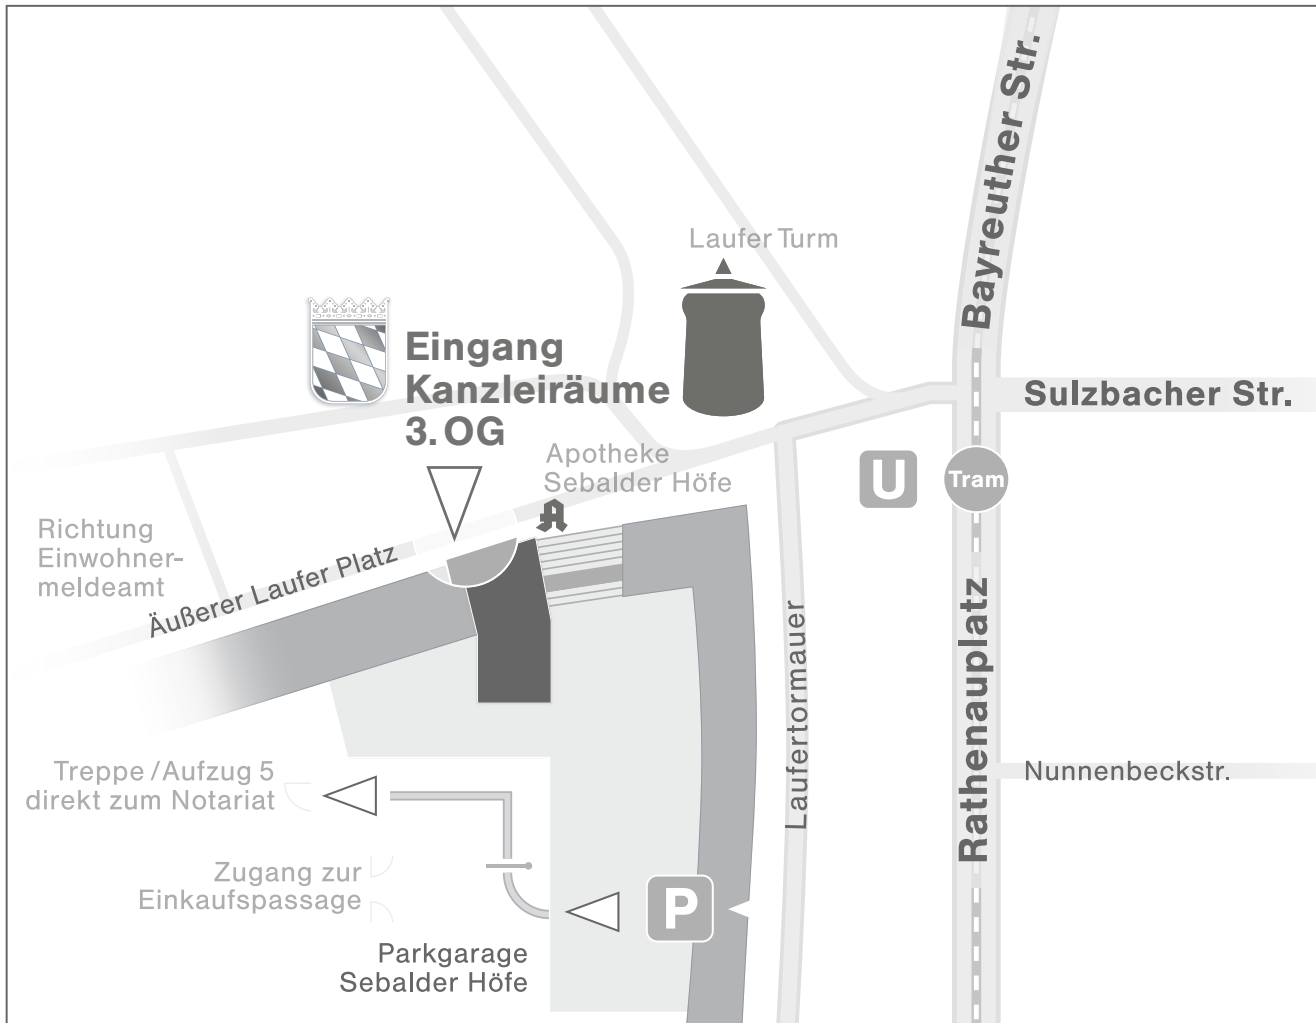 Bayreuther Str.
Laufer Turm
Eingang
Kanzleiräume
3. OG
Sulzbacher Str.
Apotheke
Sebalder Höfe
A
U
Tram
Richtung
Einwohner-
meldeamt
Äußerer Laufer Platz
Laufertormauer
Rathenauplatz
Nunnenbeckstr.
Treppe / Aufzug 5
direkt zum Notariat
Zugang zur
Einkaufspassage
P
Parkgarage
Sebalder Höfe